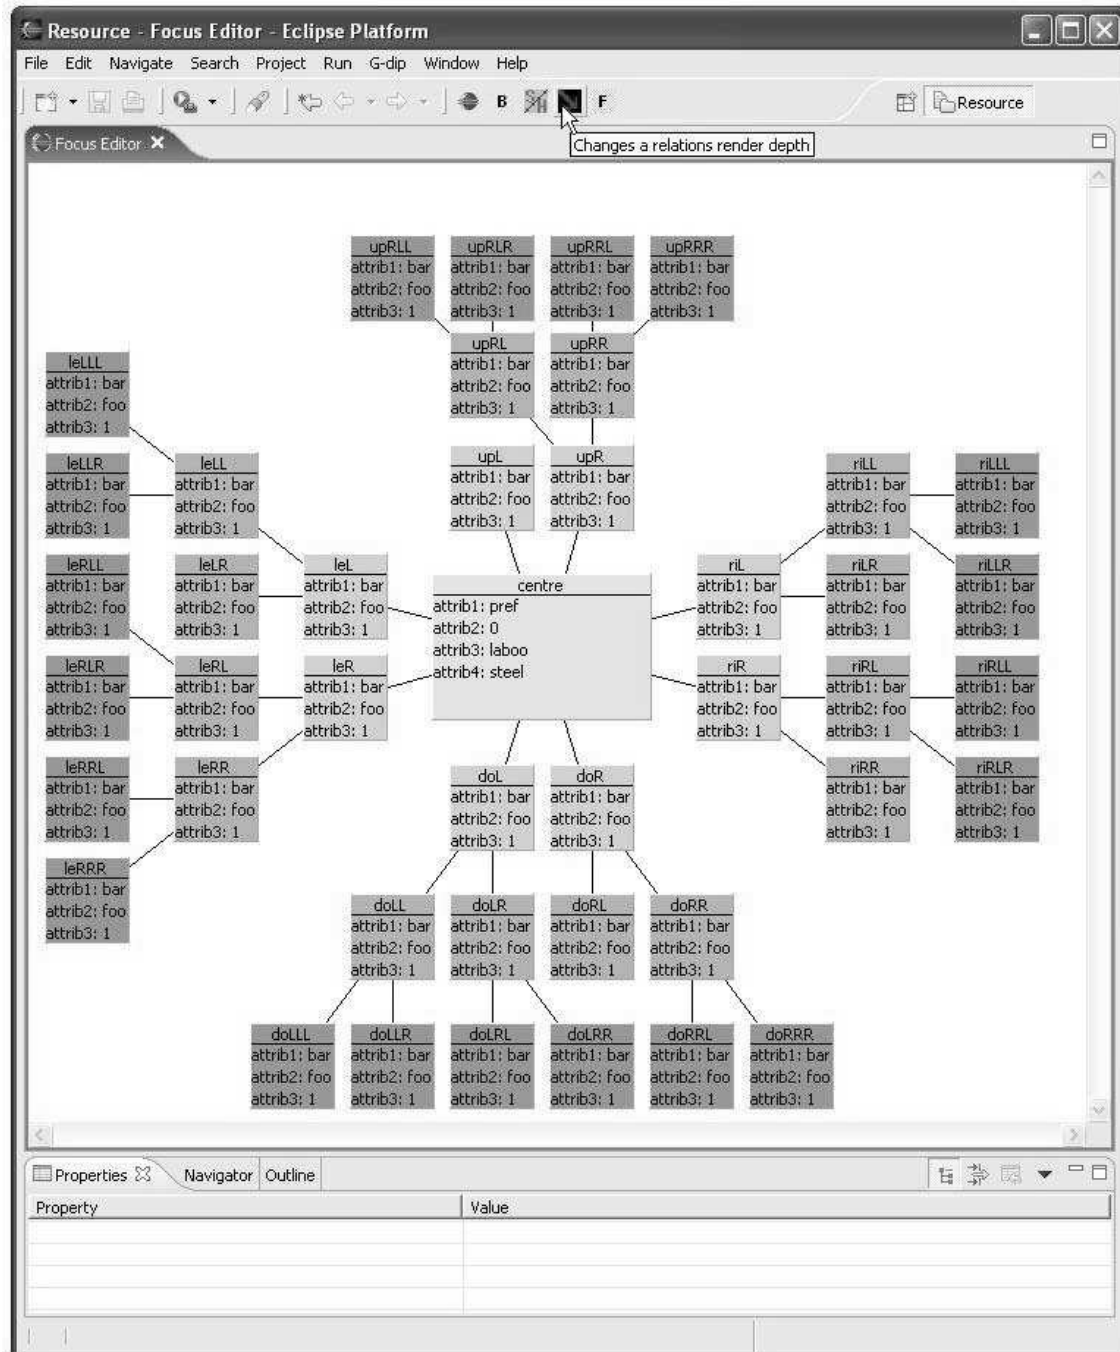 Resource - Focus Editor - Eclipse Platform
File Edit Navigate Search Project Run G-dip Window Help
B F Resource
Focus Editor
Changes a relations render depth
upRLL upRLR upRRL upRRR
attrib1: bar attrib1: bar attrib1: bar attrib1: bar
attrib2: foo attrib2: foo attrib2: foo attrib2: foo
attrib3: 1 attrib3: 1 attrib3: 1 attrib3: 1
upRL upRR
attrib1: bar attrib1: bar
attrib2: foo attrib2: foo
attrib3: 1 attrib3: 1
leLLL
attrib1: bar
attrib2: foo
attrib3: 1
upL upR
attrib1: bar attrib1: bar
attrib2: foo attrib2: foo
attrib3: 1 attrib3: 1
leLLR leLL riLL riLLL
attrib1: bar attrib1: bar attrib1: bar attrib1: bar
attrib2: foo attrib2: foo attrib2: foo attrib2: foo
attrib3: 1 attrib3: 1 attrib3: 1 attrib3: 1
leRLL leLR leL riL riLR riLLR
attrib1: bar attrib1: bar attrib1: bar attrib1: bar attrib1: bar attrib1: bar
attrib2: foo attrib2: foo attrib2: foo attrib2: foo attrib2: foo attrib2: foo
attrib3: 1 attrib3: 1 attrib3: 1 attrib3: 1 attrib3: 1 attrib3: 1
centre
attrib1: pref
attrib2: 0
attrib3: laboo
attrib4: steel
leRLR leRL leR riR riRL riRLL
attrib1: bar attrib1: bar attrib1: bar attrib1: bar attrib1: bar attrib1: bar
attrib2: foo attrib2: foo attrib2: foo attrib2: foo attrib2: foo attrib2: foo
attrib3: 1 attrib3: 1 attrib3: 1 attrib3: 1 attrib3: 1 attrib3: 1
leRRL leRR riRR riRLR
attrib1: bar attrib1: bar attrib1: bar attrib1: bar
attrib2: foo attrib2: foo attrib2: foo attrib2: foo
attrib3: 1 attrib3: 1 attrib3: 1 attrib3: 1
doL doR
attrib1: bar attrib1: bar
attrib2: foo attrib2: foo
attrib3: 1 attrib3: 1
leRRR
attrib1: bar
attrib2: foo
attrib3: 1
doLL doLR doRL doRR
attrib1: bar attrib1: bar attrib1: bar attrib1: bar
attrib2: foo attrib2: foo attrib2: foo attrib2: foo
attrib3: 1 attrib3: 1 attrib3: 1 attrib3: 1
doLLL doLLR doLRL doLRR doRRL doRRR
attrib1: bar attrib1: bar attrib1: bar attrib1: bar attrib1: bar attrib1: bar
attrib2: foo attrib2: foo attrib2: foo attrib2: foo attrib2: foo attrib2: foo
attrib3: 1 attrib3: 1 attrib3: 1 attrib3: 1 attrib3: 1 attrib3: 1
Properties Navigator Outline
Property Value